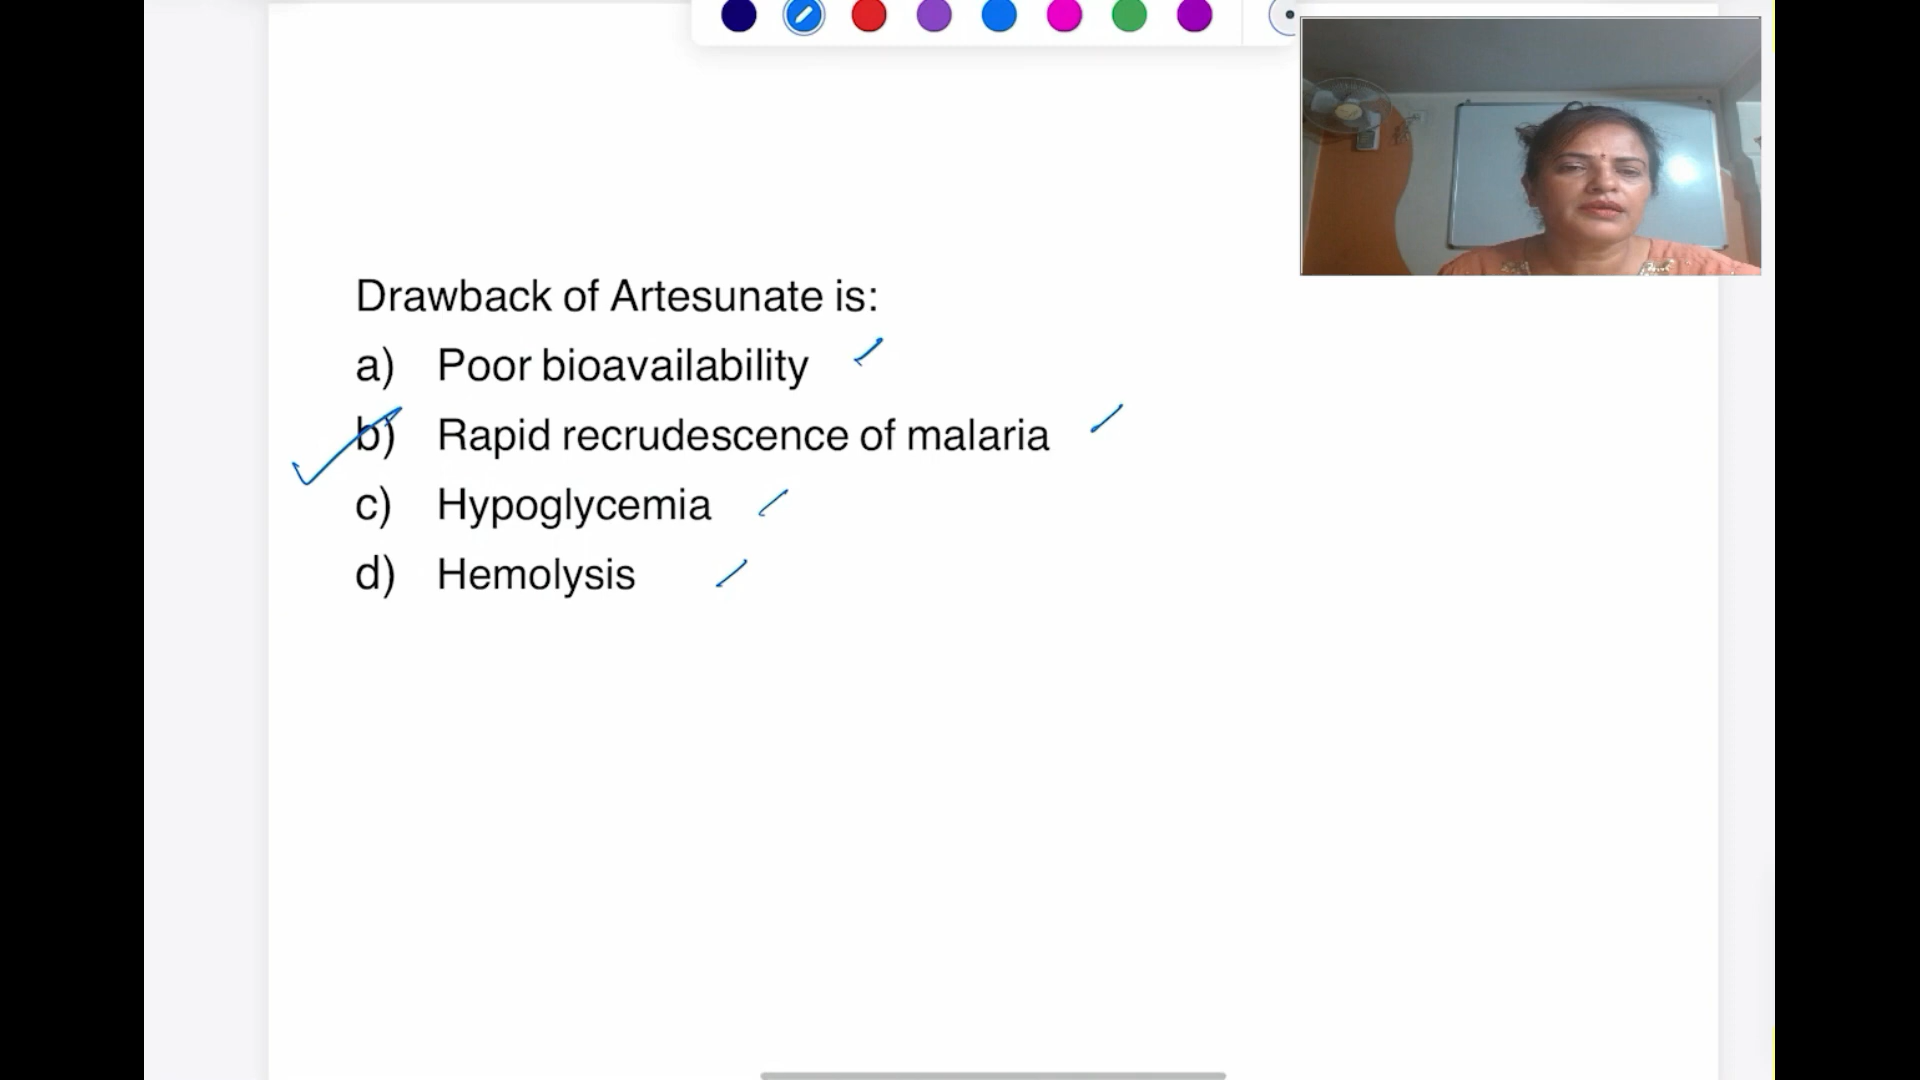 Drawback of Artesunate is:
a) Poor bioavailability
b) Rapid recrudescence of malaria
c) Hypoglycemia
d) Hemolysis